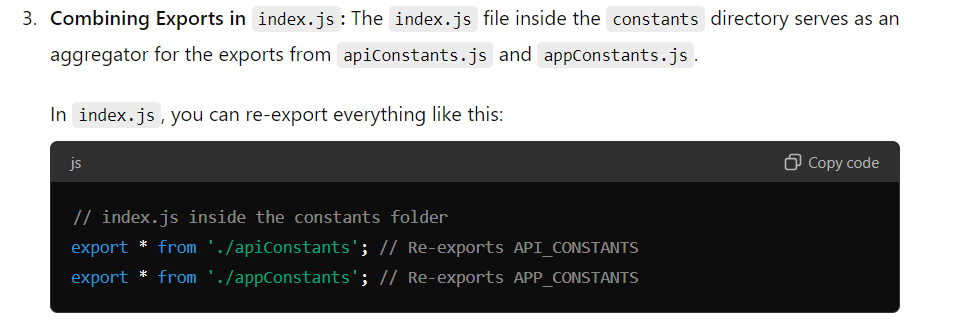 3. Combining Exports in index.js: The index.js file inside the constants directory serves as an
aggregator for the exports from apiConstants.js and appConstants.js.
In index.js, you can re-export everything like this:
js Copy code
// index.js inside the constants folder
export * from './apiConstants'; // Re-exports API_CONSTANTS
export * from './appConstants'; // Re-exports APP_CONSTANTS